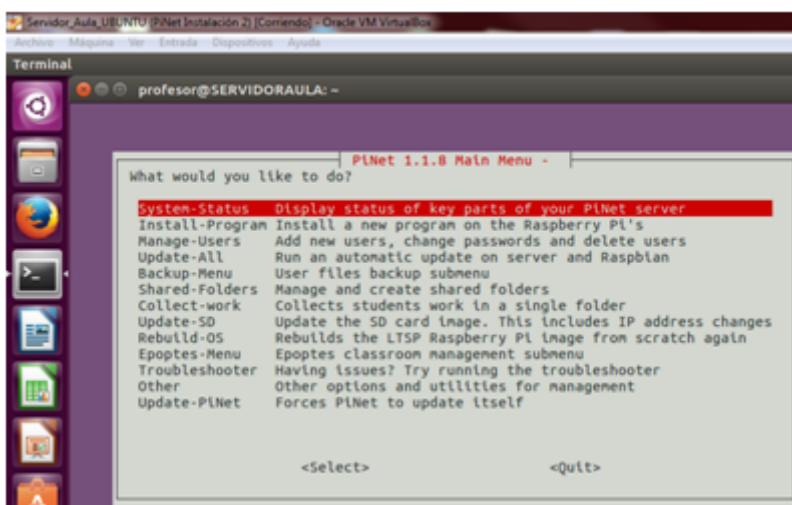 Servidor_Aula_UBUNTU (PiNet Instalación 2) [Corriendo] - Oracle VM VirtualBox
Archivo Máquina Ver Entrada Dispositivos Ayuda
Terminal
profesor@SERVIDORAULA: ~
PiNet 1.1.8 Main Menu -
What would you like to do?
System-Status Display status of key parts of your PiNet server
Install-Program Install a new program on the Raspberry Pi's
Manage-Users Add new users, change passwords and delete users
Update-All Run an automatic update on server and Raspbian
Backup-Menu User files backup submenu
Shared-Folders Manage and create shared folders
Collect-work Collects students work in a single folder
Update-SD Update the SD card image. This includes IP address changes
Rebuild-OS Rebuilds the LTSP Raspberry Pi image from scratch again
Epoptes-Menu Epoptes classroom management submenu
Troubleshooter Having issues? Try running the troubleshooter
Other Other options and utilities for management
Update-PiNet Forces PiNet to update itself
<Select> <Quit>